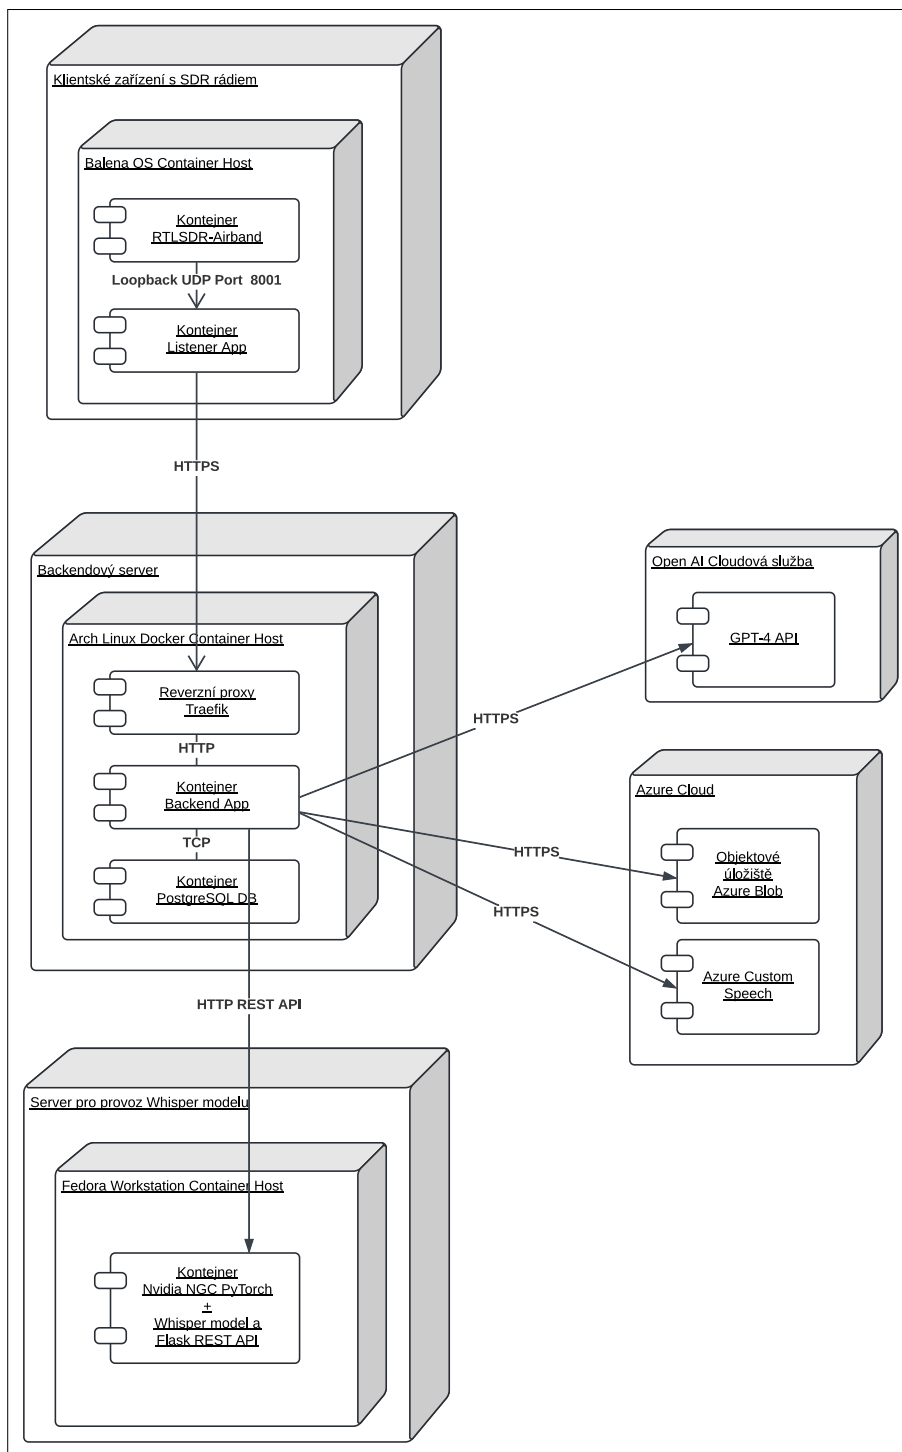 Klientské zařízení s SDR rádiem
Balena OS Container Host
Kontejner
RTLSDR-Airband
Loopback UDP Port  8001
Kontejner
Listener App
HTTPS
Backendový server
Arch Linux Docker Container Host
Reverzní proxy
Traefik
HTTP
Kontejner
Backend App
TCP
Kontejner
PostgreSQL DB
HTTPS
Open AI Cloudová služba
GPT-4 API
HTTPS
HTTPS
Azure Cloud
Objektové
úložiště
Azure Blob
Azure Custom
Speech
HTTP REST API
Server pro provoz Whisper modelu
Fedora Workstation Container Host
Kontejner
Nvidia NGC PyTorch
+
Whisper model a
Flask REST API